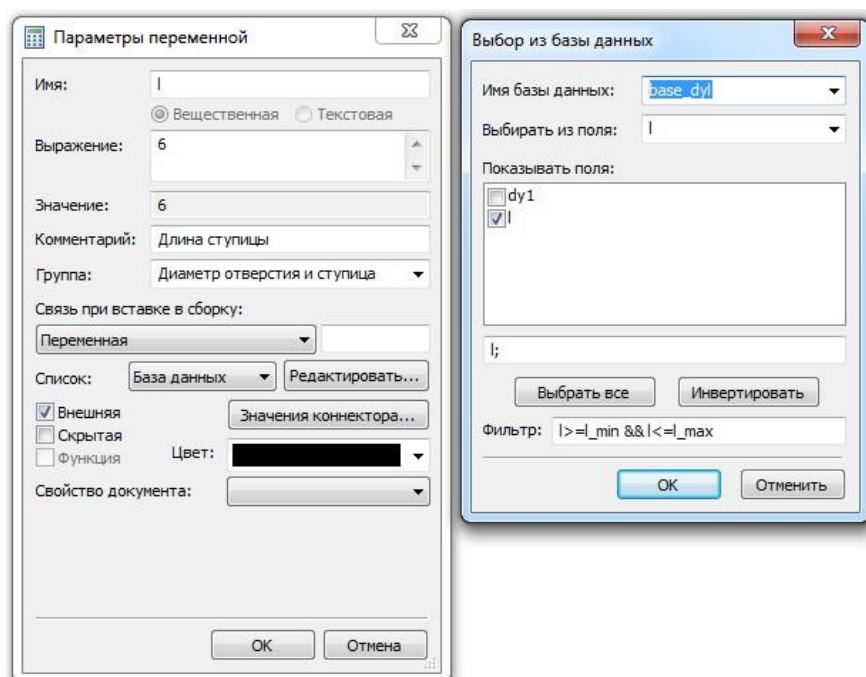 Параметры переменной
Имя: l
Вещественная Текстовая
Выражение: 6
Значение: 6
Комментарий: Длина ступицы
Группа: Диаметр отверстия и ступица
Связь при вставке в сборку:
Переменная
Список: База данных Редактировать...
Внешняя Значения коннектора...
Скрытая
Функция Цвет:
Свойство документа:
ОК Отмена
Выбор из базы данных
Имя базы данных: base_dyl
Выбирать из поля: l
Показывать поля:
dy1
l
l;
Выбрать все Инвертировать
Фильтр: l>=l_min && l<=l_max
ОК Отменить